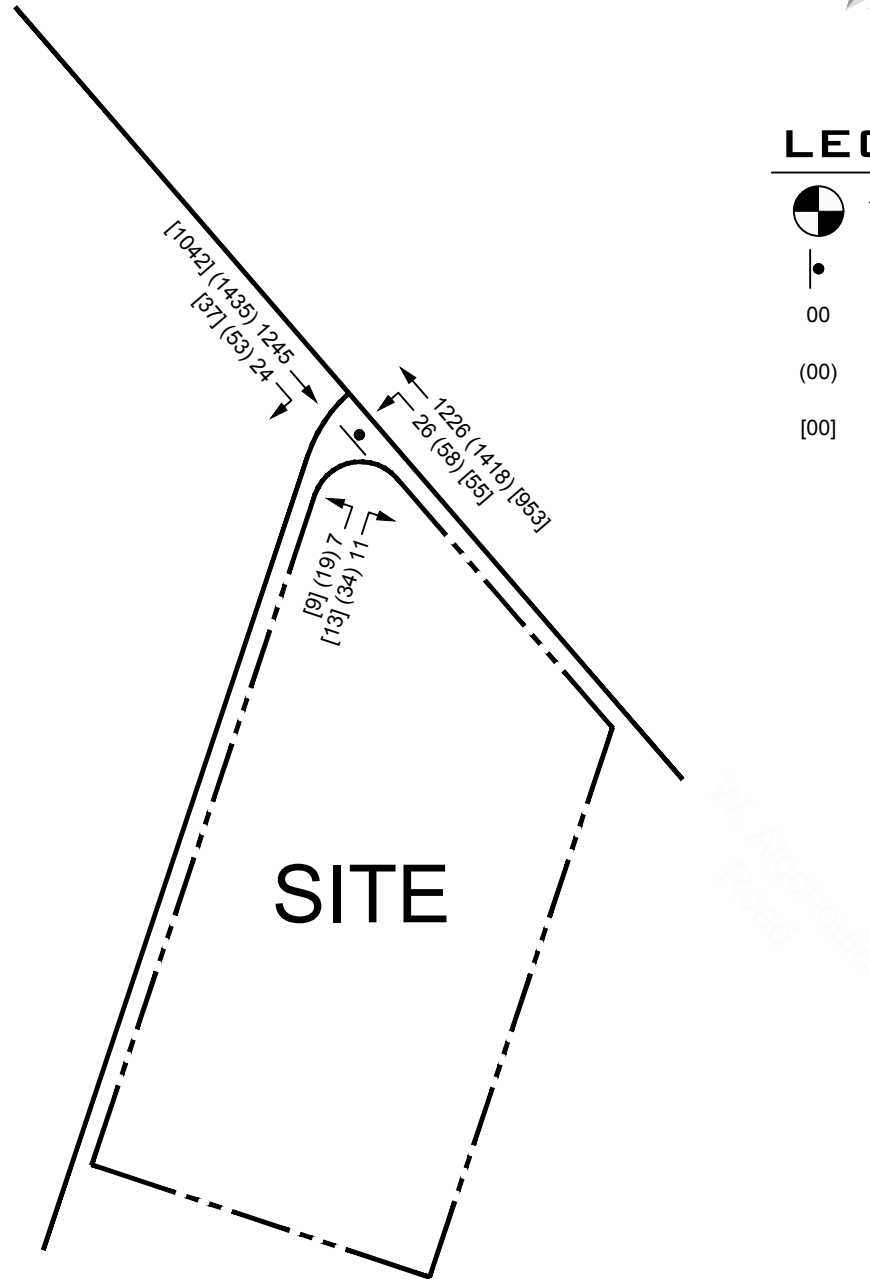 LEG
00
(00)
[00]
[1042] (1435) 1245
[37] (53) 24
1226 (1418) [953]
26 (58) [55]
[9] (19) 7
[13] (34) 11
SITE
W. Algonquin
Road